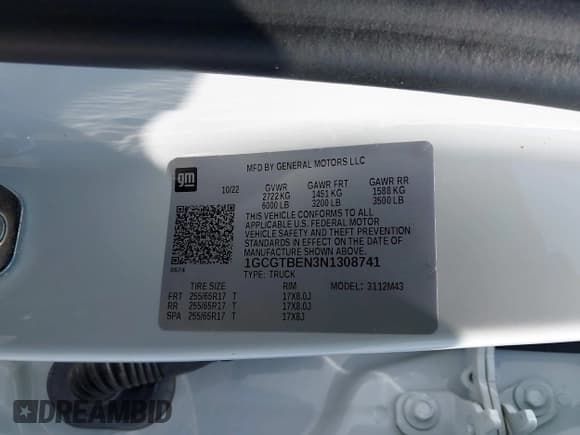 gm
MFD BY GENERAL MOTORS LLC
10/22 GVWR GAWR FRT GAWR RR
2722 KG 1451 KG 1588 KG
6000 LB 3200 LB 3500 LB
THIS VEHICLE CONFORMS TO ALL
APPLICABLE U.S. FEDERAL MOTOR
VEHICLE SAFETY AND THEFT PREVENTION
STANDARDS IN EFFECT ON THE DATE
OF MANUFACTURE SHOWN ABOVE.
1GCGTBEN3N1308741
TYPE: TRUCK
TIRE SIZE RIM MODEL: 3112M43
FRT 255/65R17 T 17X8.0J
RR 255/65R17 T 17X8.0J
SPA 255/65R17 T 17X8J
DREAMBID